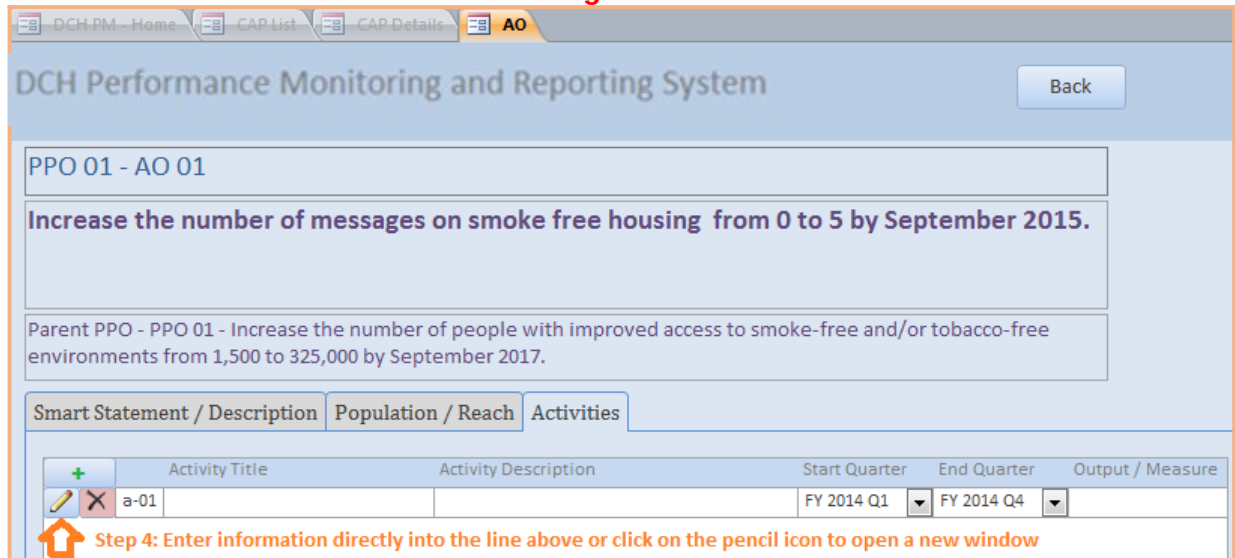 DCH PM - Home CAP List CAP Details AO
DCH Performance Monitoring and Reporting System
Back
PPO 01 - AO 01
Increase the number of messages on smoke free housing from 0 to 5 by September 2015.
Parent PPO - PPO 01 - Increase the number of people with improved access to smoke-free and/or tobacco-free
environments from 1,500 to 325,000 by September 2017.
Smart Statement / Description Population / Reach Activities
+ Activity Title Activity Description Start Quarter End Quarter Output / Measure
a-01 FY 2014 Q1 FY 2014 Q4
Step 4: Enter information directly into the line above or click on the pencil icon to open a new window